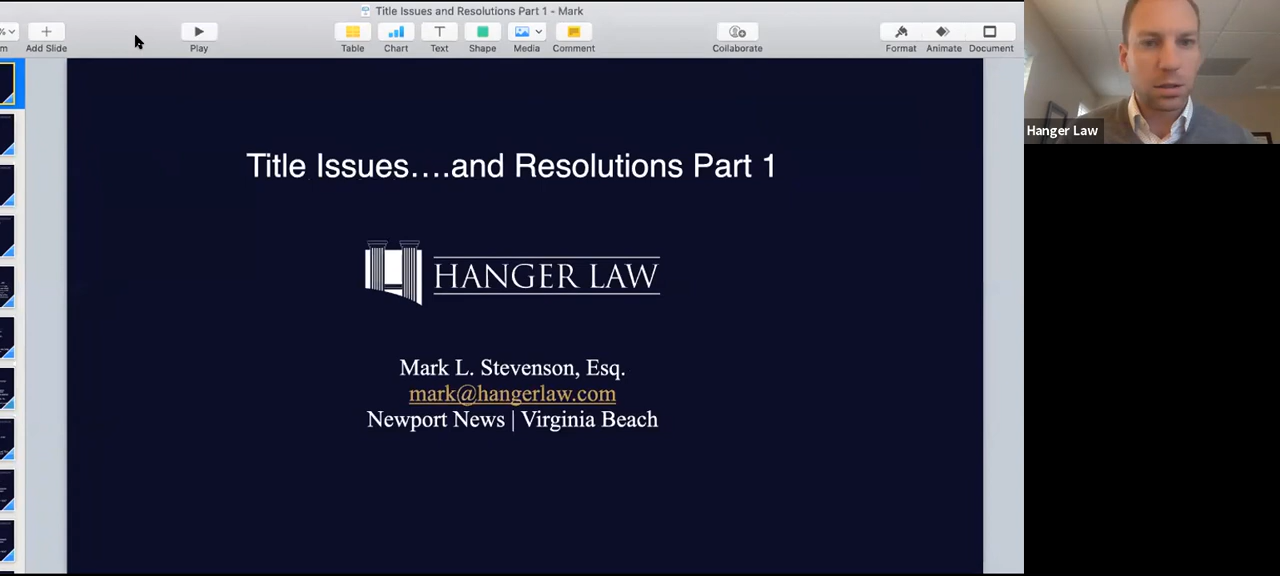 Title Issues and Resolutions Part 1 - Mark
% Add Slide Play Table Chart Text Shape Media Comment Collaborate Format Animate Document
Title Issues....and Resolutions Part 1
HANGER LAW
Mark L. Stevenson, Esq.
mark@hangerlaw.com
Newport News | Virginia Beach
Hanger Law